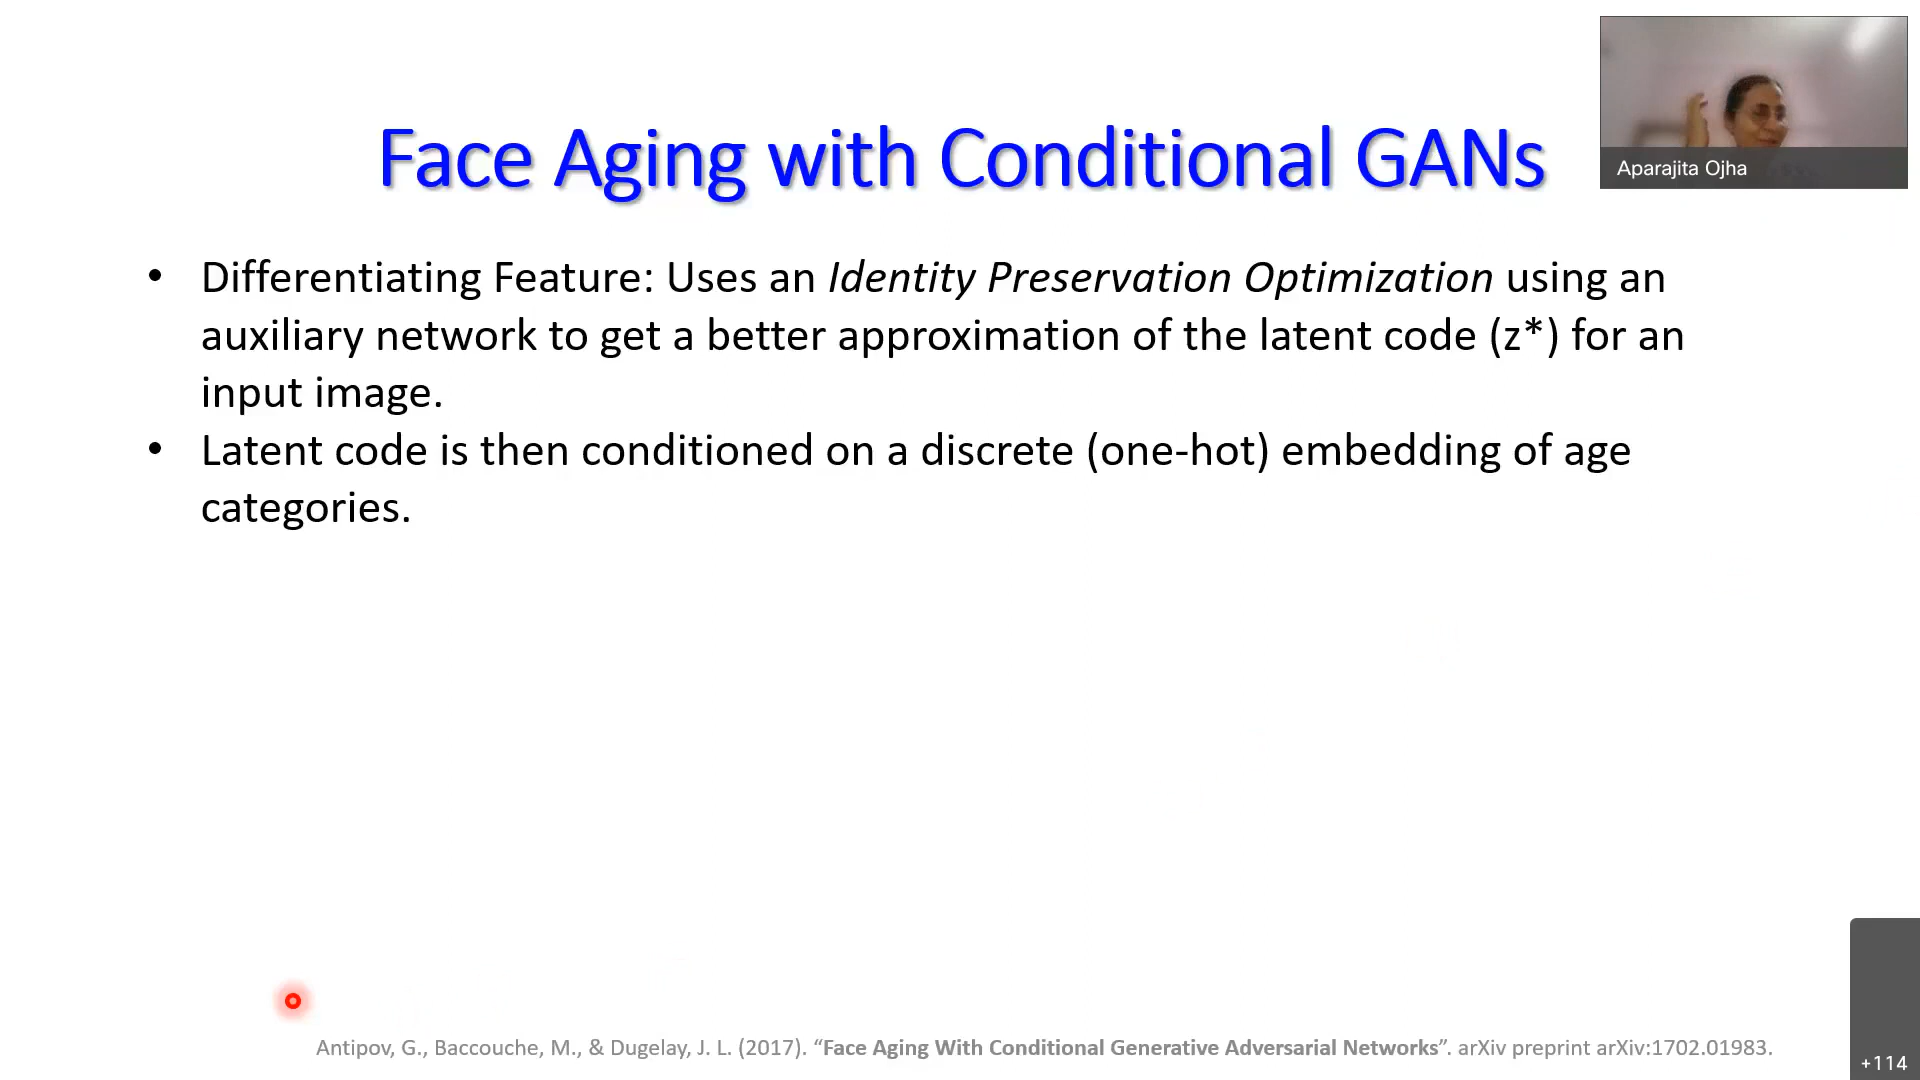 Face Aging with Conditional GANs
Aparajita Ojha
• Differentiating Feature: Uses an Identity Preservation Optimization using an
auxiliary network to get a better approximation of the latent code (z*) for an
input image.
• Latent code is then conditioned on a discrete (one-hot) embedding of age
categories.
Antipov, G., Baccouche, M., & Dugelay, J. L. (2017). “Face Aging With Conditional Generative Adversarial Networks”. arXiv preprint arXiv:1702.01983.
+114